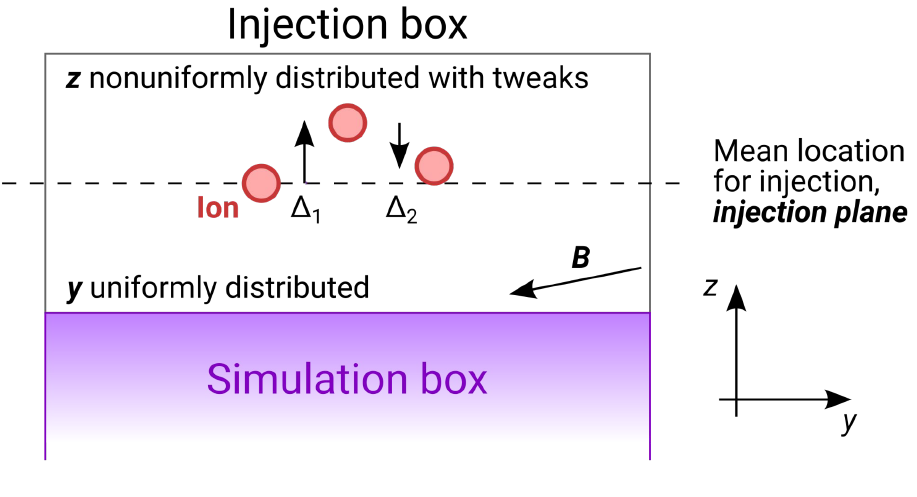 Injection box
z nonuniformly distributed with tweaks
Ion
Δ₁
Δ₂
Mean location
for injection,
injection plane
B
y uniformly distributed
Simulation box
z
y